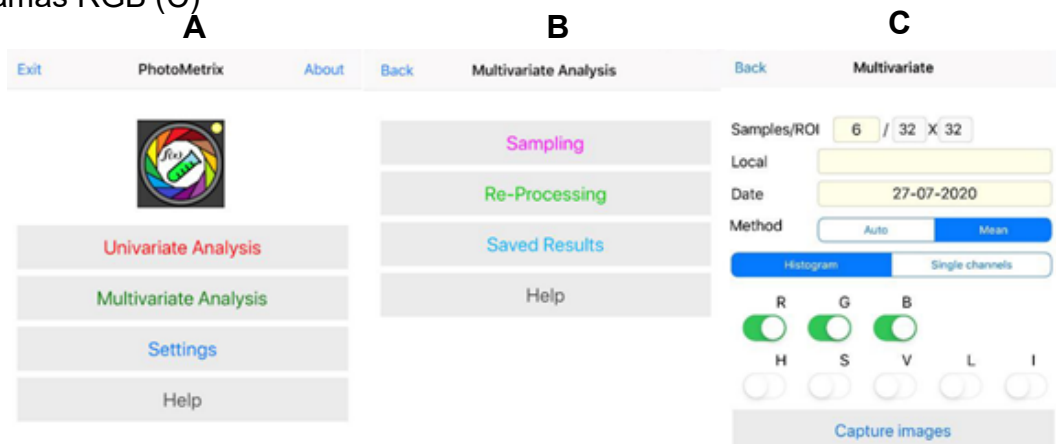 RGB (C)
A
B
C
Exit PhotoMetrix About
f(x)
Univariate Analysis
Multivariate Analysis
Settings
Help
Back Multivariate Analysis
Sampling
Re-Processing
Saved Results
Help
Back Multivariate
Samples/ROI 6 / 32 X 32
Local
Date 27-07-2020
Method Auto Mean
Histogram Single channels
R G B
H S V L I
Capture images